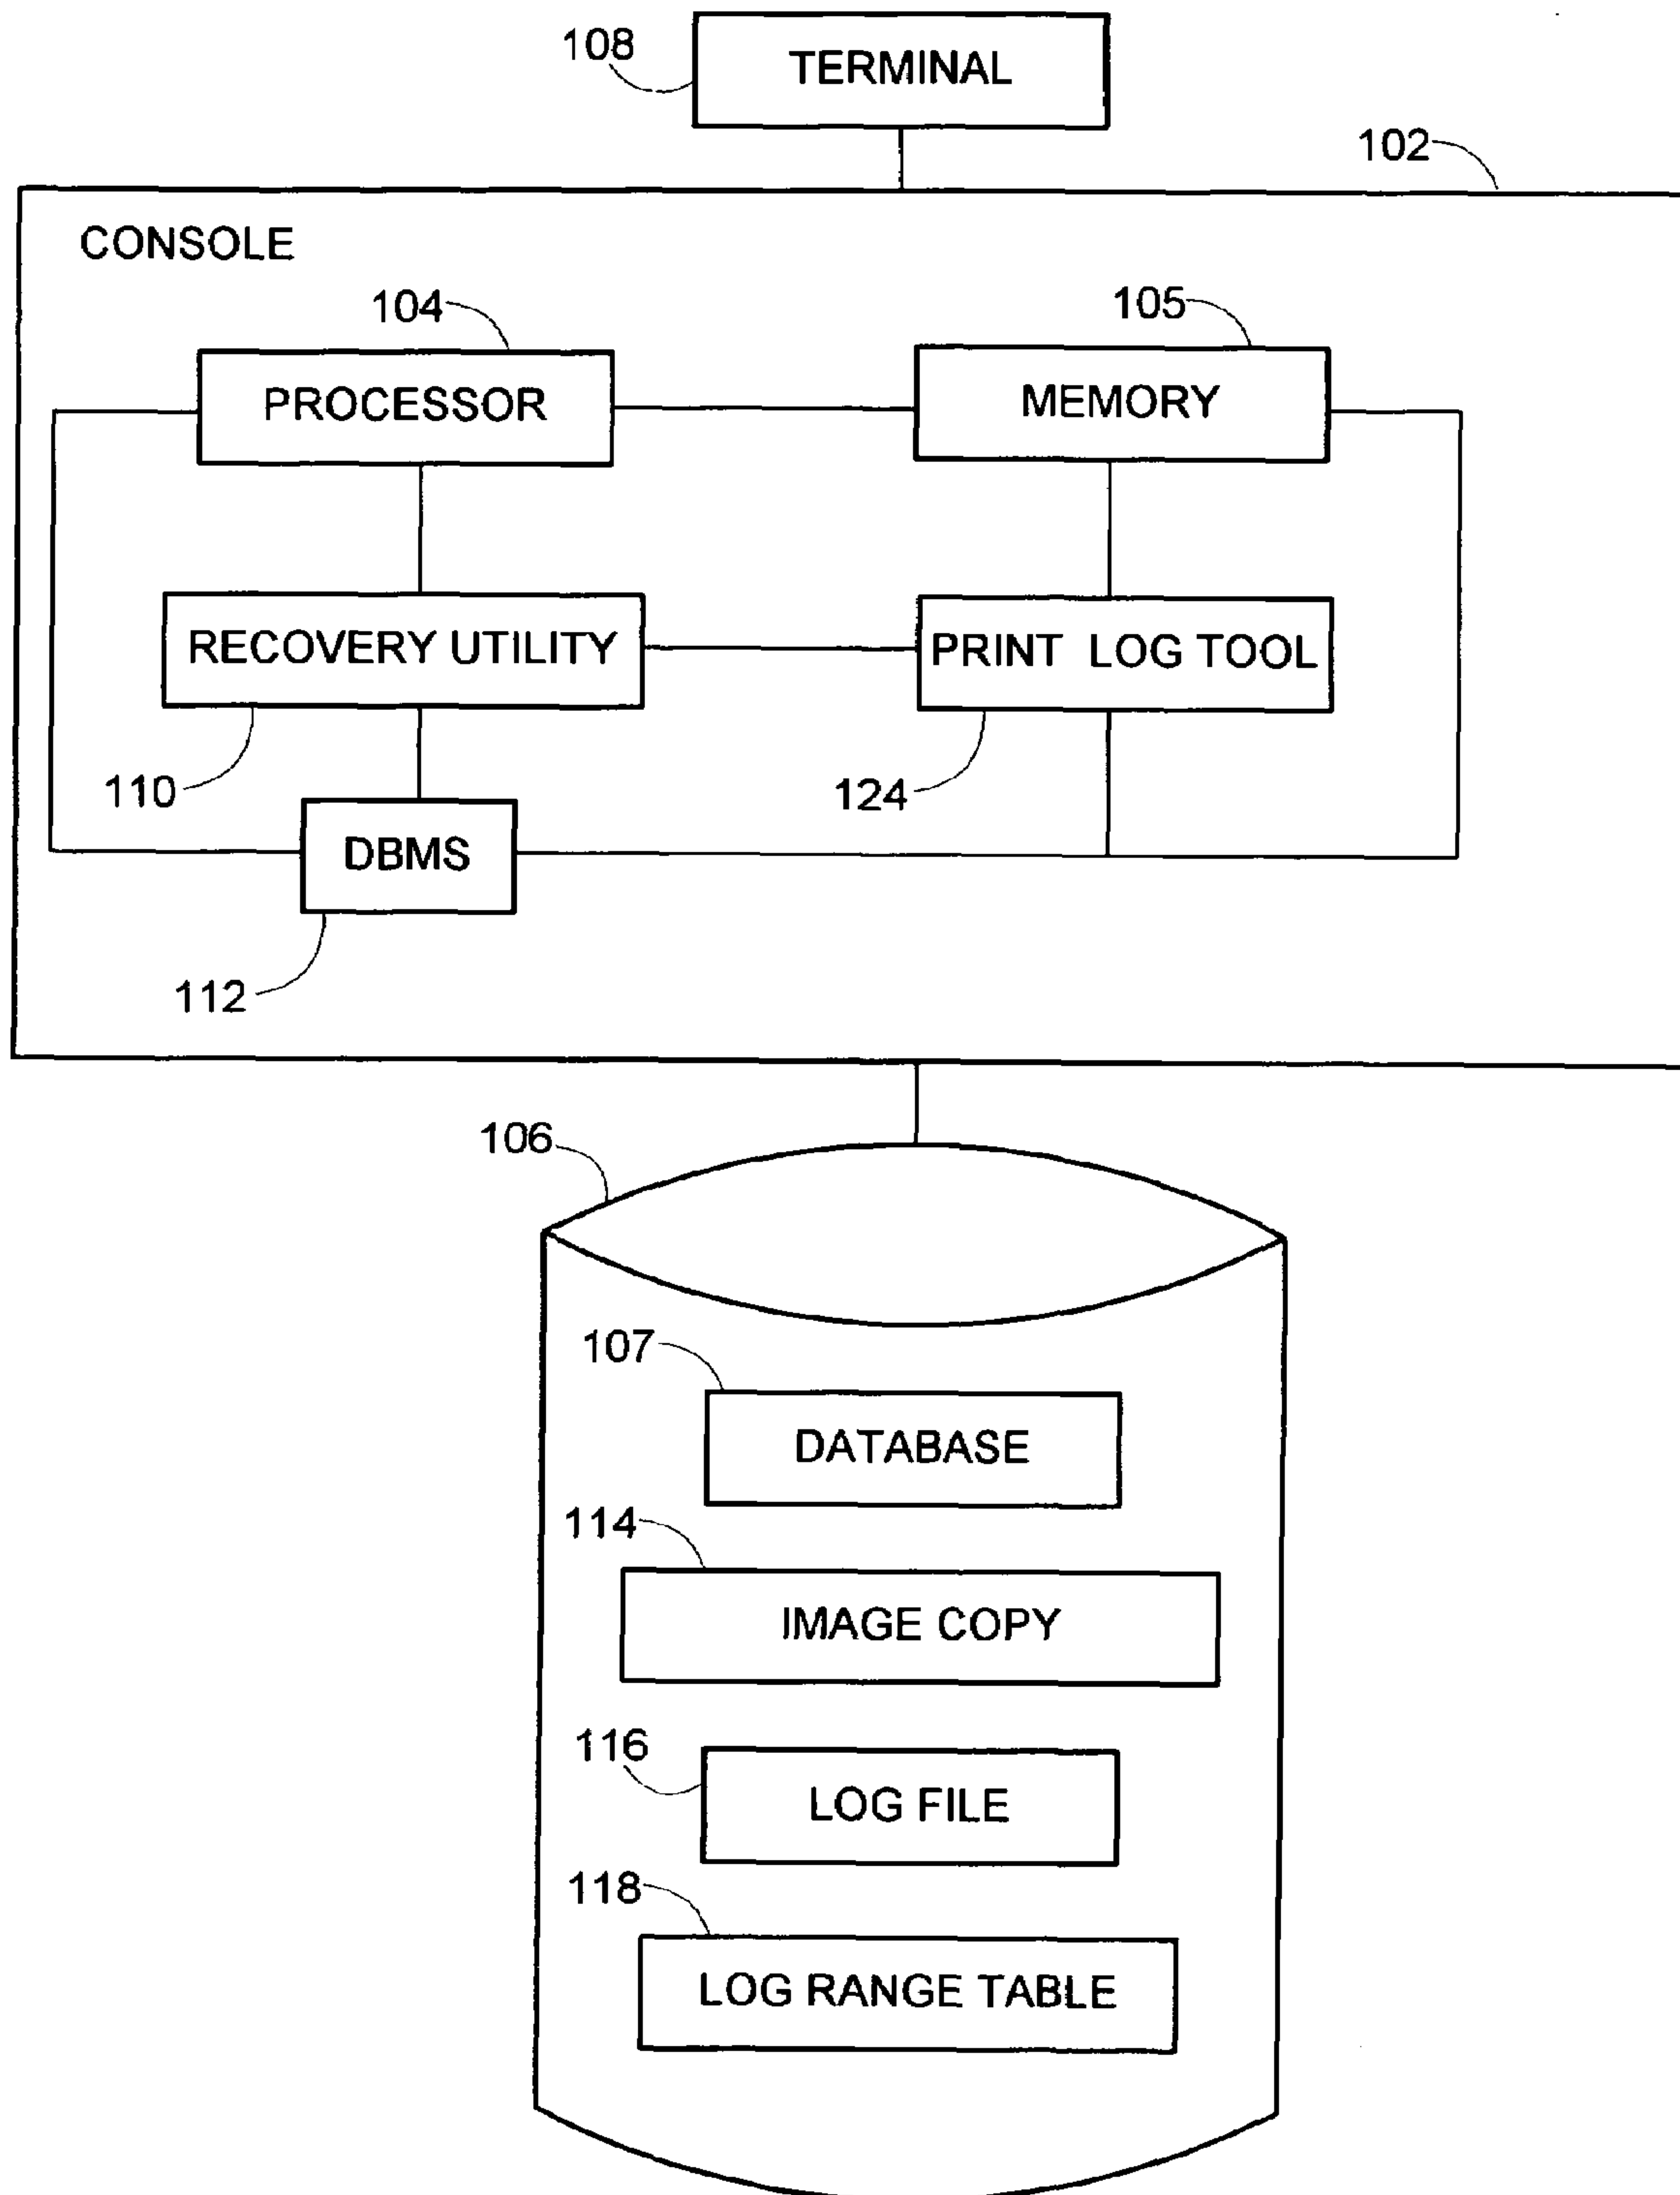 108
TERMINAL
102
CONSOLE
104
105
PROCESSOR
MEMORY
RECOVERY UTILITY
PRINT LOG TOOL
110
124
DBMS
112
106
107
DATABASE
114
IMAGE COPY
116
LOG FILE
118
LOG RANGE TABLE